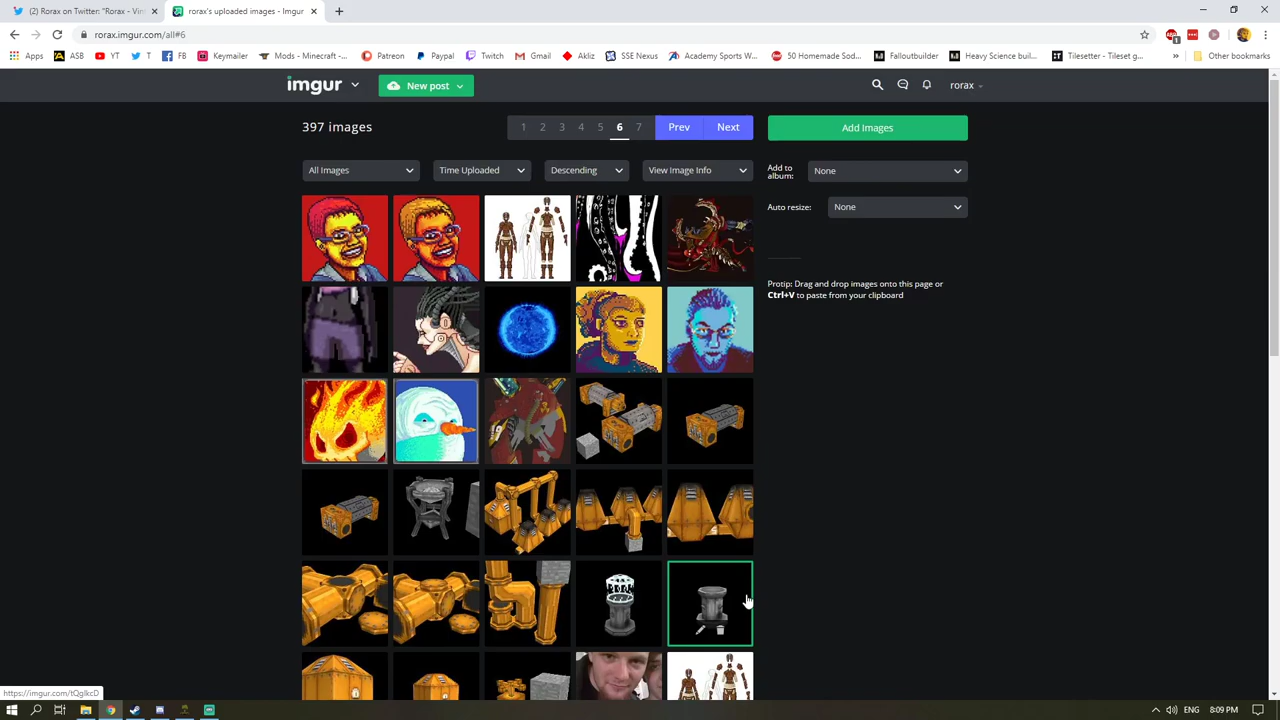 (2) Rorax on Twitter: "Rorax - Vin
rorax's uploaded images - Imgur
rorax.imgur.com/all#6
1
Apps
ASB
YT
T
FB
Keymailer
Mods - Minecraft -...
Patreon
Paypal
Twitch
Gmail
Akliz
SSE Nexus
Academy Sports W...
50 Homemade Sod...
Falloutbuilder
Heavy Science buil...
Tilesetter - Tileset g...
»
Other bookmarks
imgur
New post
rorax
397 images
1 2 3 4 5 6 7 Prev Next
Add Images
All Images
Time Uploaded
Descending
View Image Info
Add to album:
None
Auto resize:
None
Protip: Drag and drop images onto this page or
Ctrl+V to paste from your clipboard
https://imgur.com/tQglkcD
ENG
8:09 PM